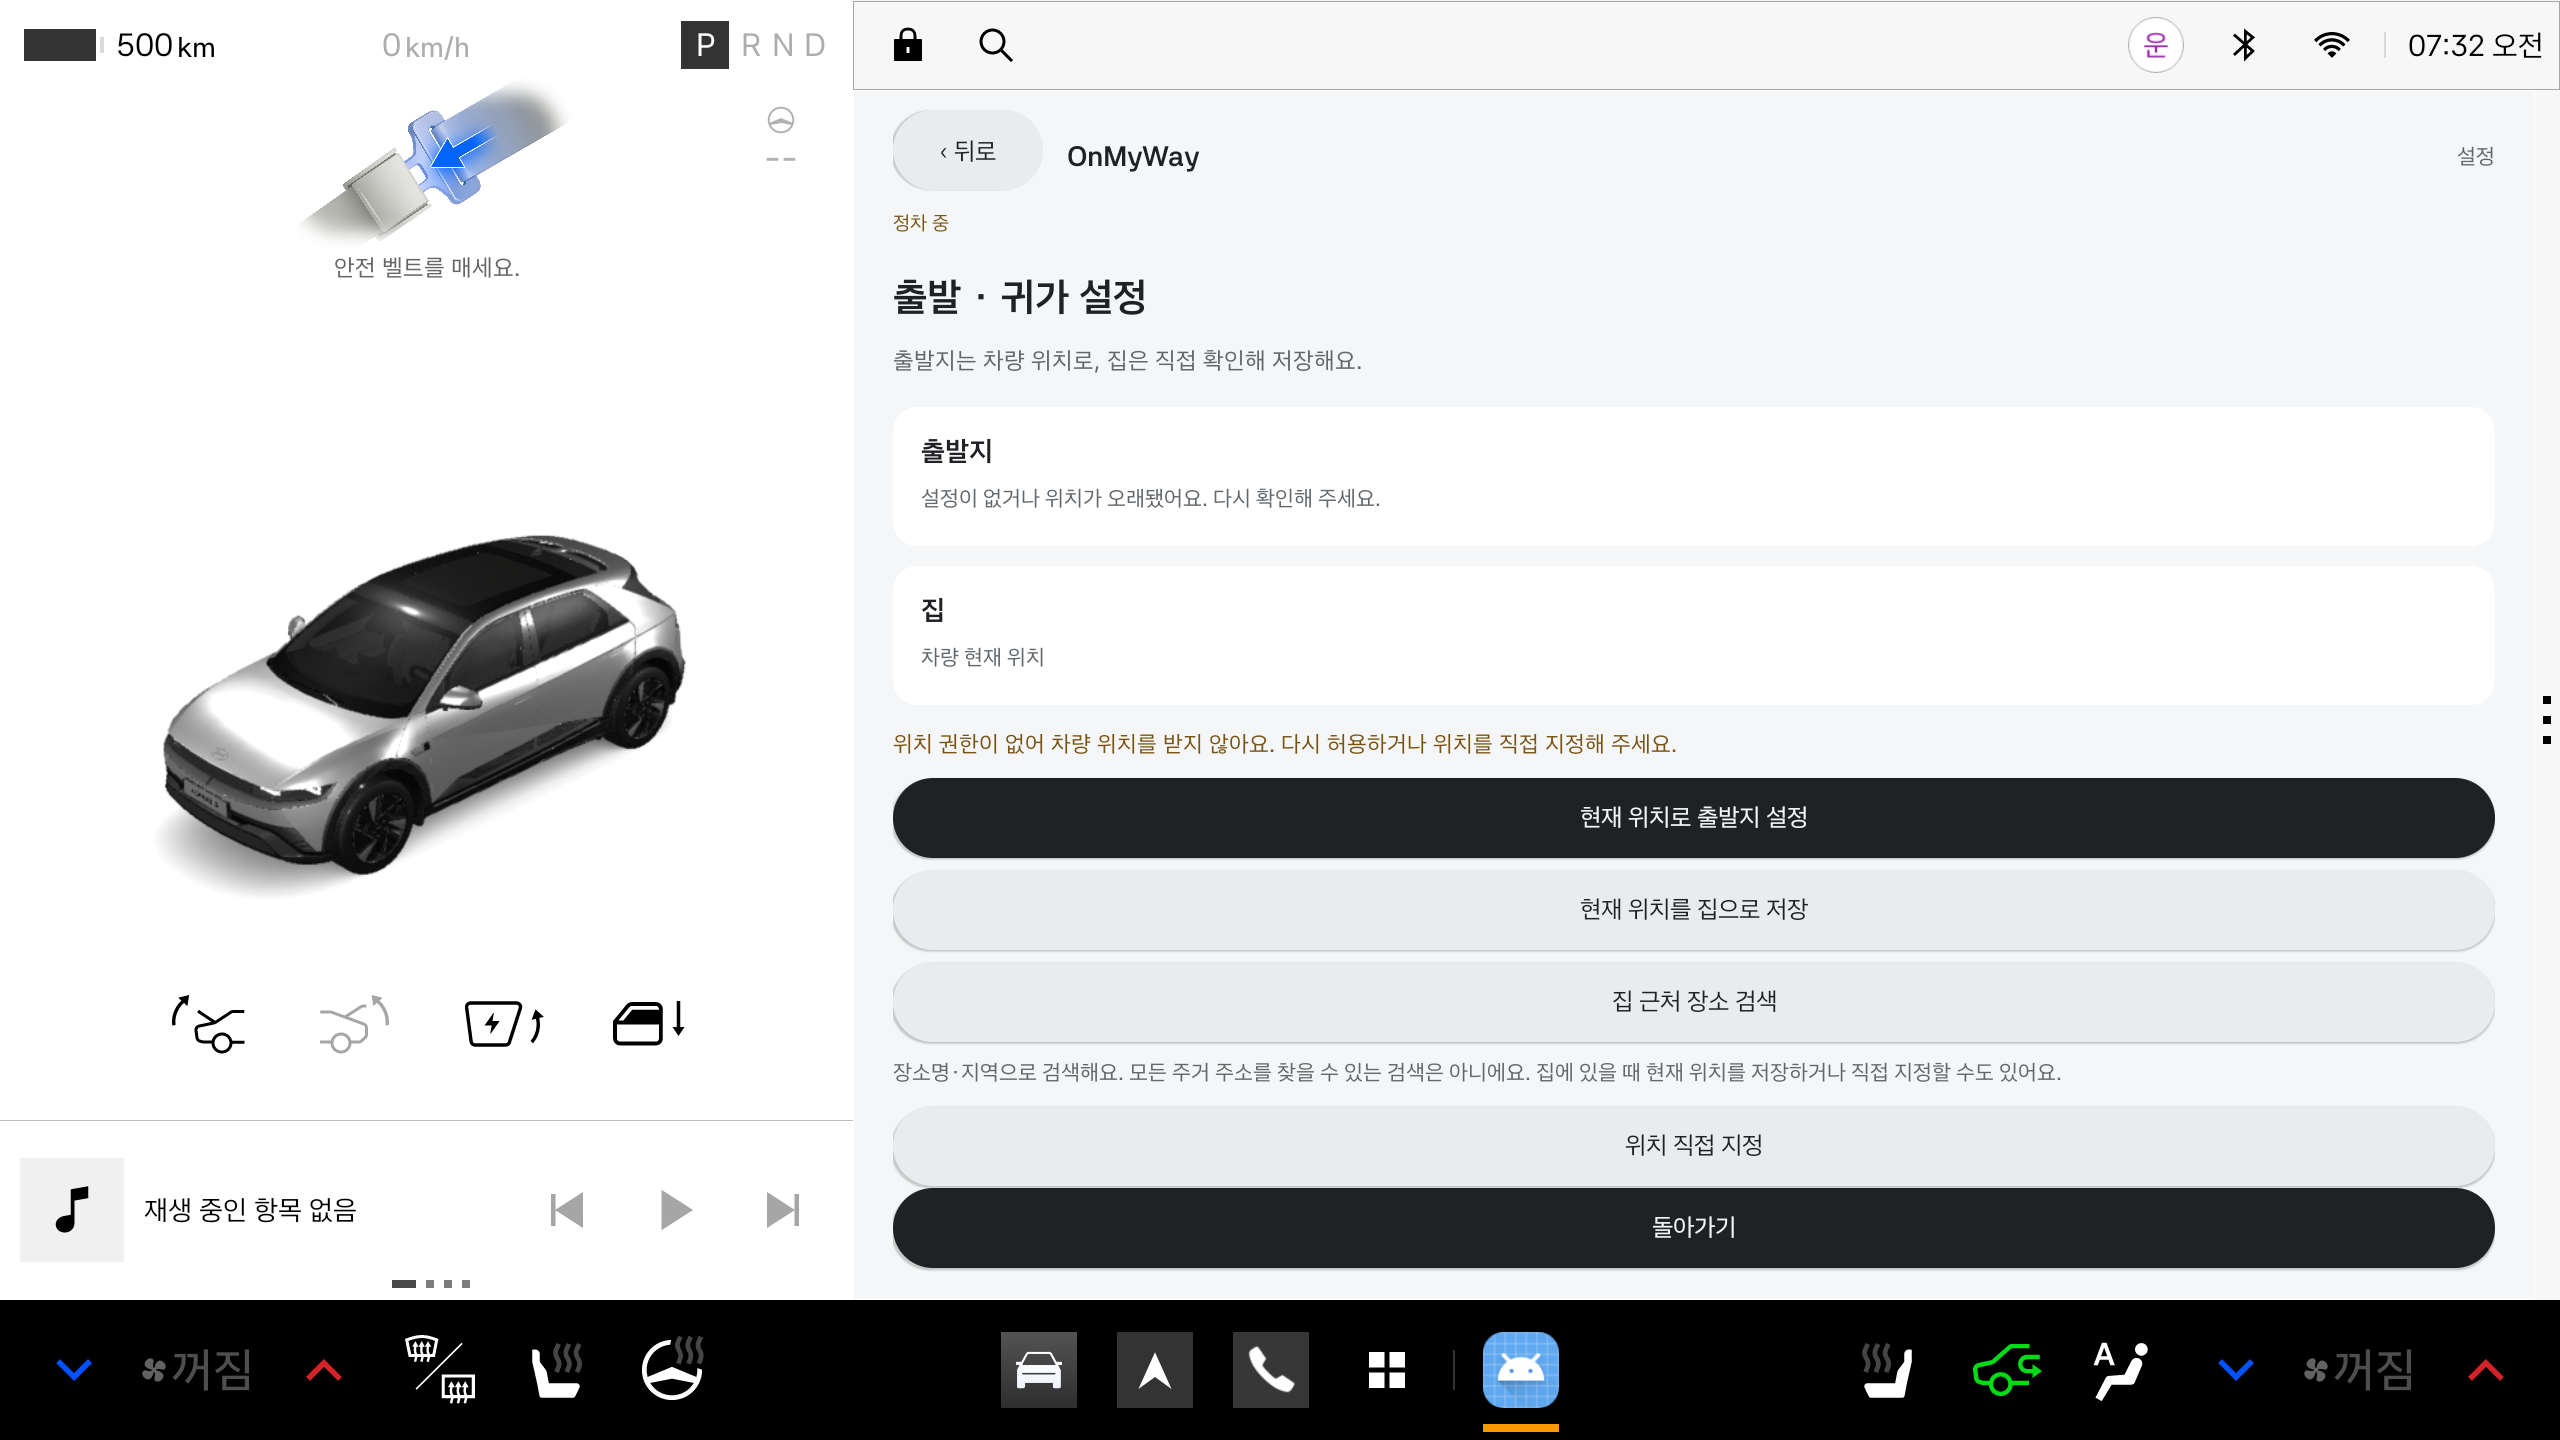 500 km
0 km/h
P R N D
07:32 오전
운
안전 벨트를 매세요.
‹ 뒤로
OnMyWay
설정
정차 중
출발 · 귀가 설정
출발지는 차량 위치로, 집은 직접 확인해 저장해요.
출발지
설정이 없거나 위치가 오래됐어요. 다시 확인해 주세요.
집
차량 현재 위치
위치 권한이 없어 차량 위치를 받지 않아요. 다시 허용하거나 위치를 직접 지정해 주세요.
현재 위치로 출발지 설정
현재 위치를 집으로 저장
집 근처 장소 검색
장소명·지역으로 검색해요. 모든 주거 주소를 찾을 수 있는 검색은 아니에요. 집에 있을 때 현재 위치를 저장하거나 직접 지정할 수도 있어요.
위치 직접 지정
돌아가기
재생 중인 항목 없음
꺼짐
A
꺼짐